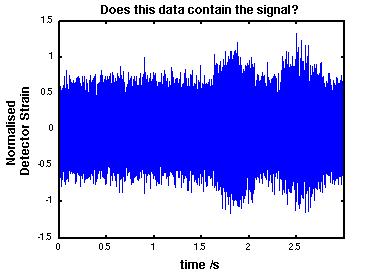 Does this data contain the signal?
1.5
1
0.5
0
-0.5
-1
-1.5
Normalised
Detector Strain
0 0.5 1 1.5 2 2.5
time /s